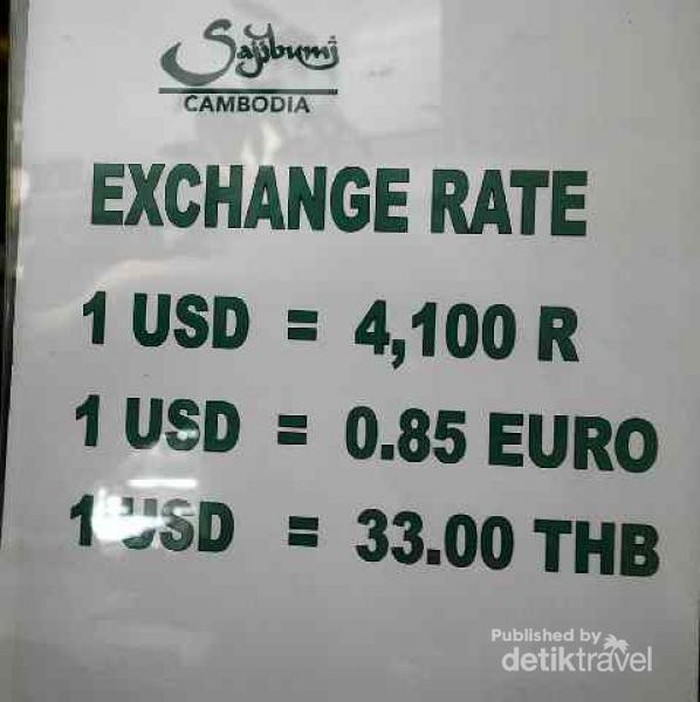 Sajibumi
CAMBODIA
EXCHANGE RATE
1 USD = 4,100 R
1 USD = 0.85 EURO
1 USD = 33.00 THB
Published by
detiktravel